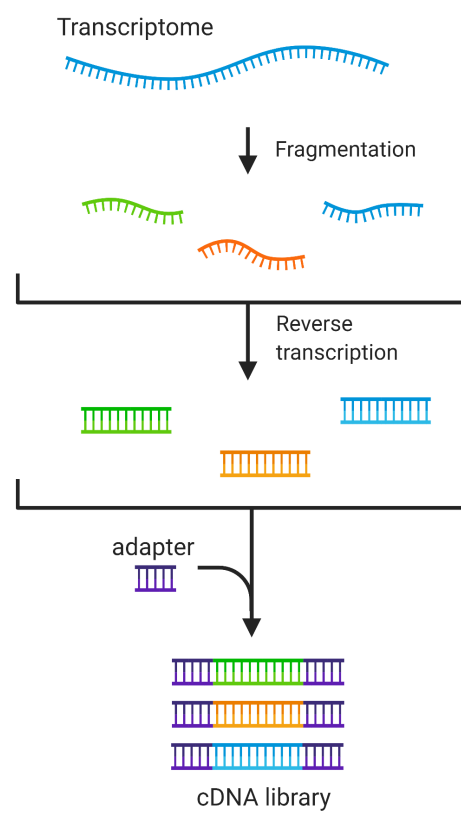 Transcriptome
Fragmentation
Reverse
transcription
adapter
cDNA library